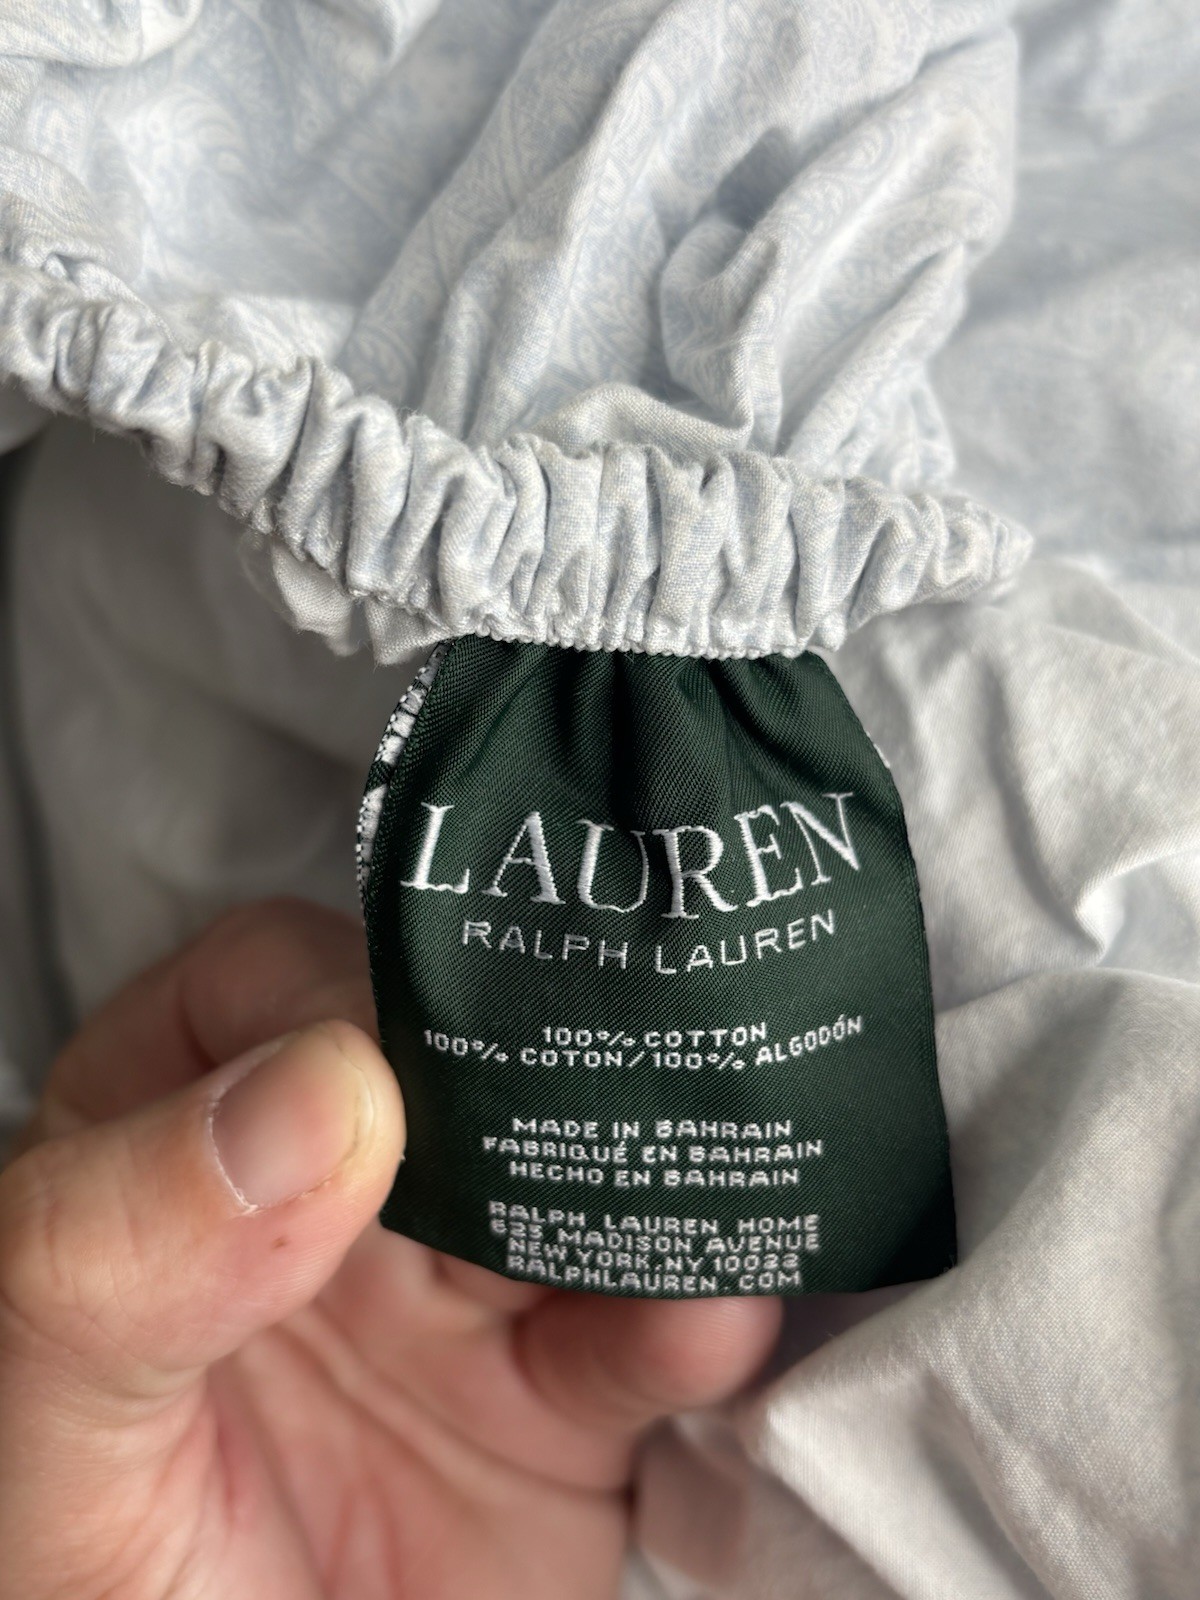 LAUREN
RALPH LAUREN
100% COTTON
100% COTON/100% ALGODÓN
MADE IN BAHRAIN
FABRIQUÉ EN BAHRAIN
HECHO EN BAHRAIN
RALPH LAUREN HOME
625 MADISON AVENUE
NEW YORK, NY 10022
RALPHLAUREN.COM